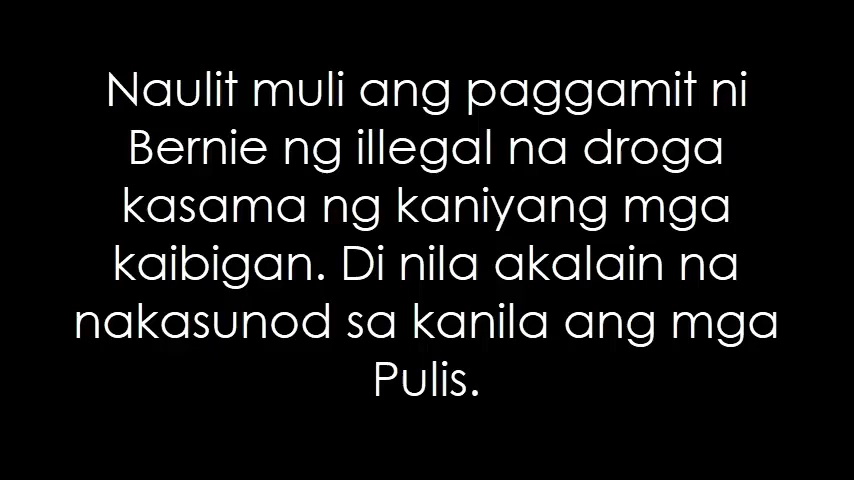 Naulit muli ang paggamit ni
Bernie ng illegal na droga
kasama ng kaniyang mga
kaibigan. Di nila akalain na
nakasunod sa kanila ang mga
Pulis.